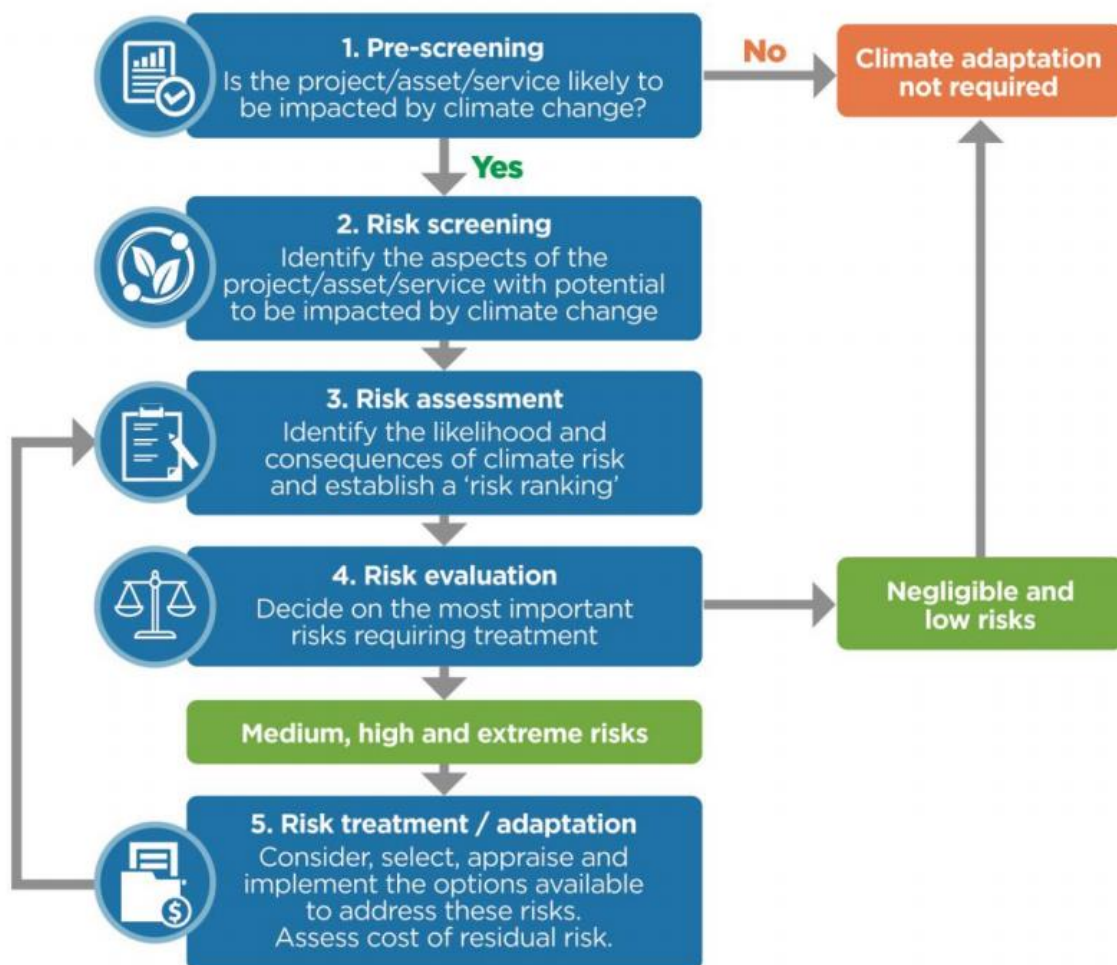 1. Pre-screening
Is the project/asset/service likely to
be impacted by climate change?
No
Climate adaptation
not required
Yes
2. Risk screening
Identify the aspects of the
project/asset/service with potential
to be impacted by climate change
3. Risk assessment
Identify the likelihood and
consequences of climate risk
and establish a ‘risk ranking’
4. Risk evaluation
Decide on the most important
risks requiring treatment
Negligible and
low risks
Medium, high and extreme risks
5. Risk treatment / adaptation
Consider, select, appraise and
implement the options available
to address these risks.
Assess cost of residual risk.
$